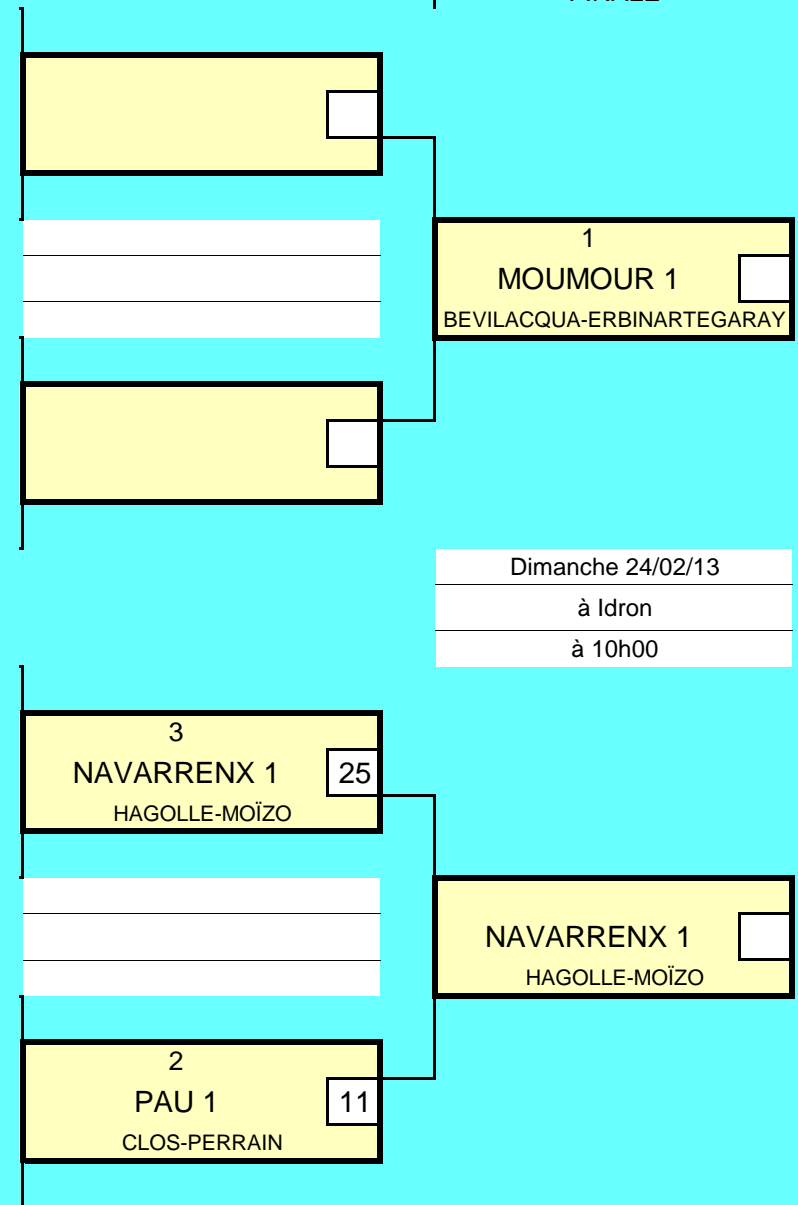 1
MOUMOUR 1
BEVILACQUA-ERBINARTEGARAY
Dimanche 24/02/13
à Idron
à 10h00
3
NAVARRENX 1 25
HAGOLLE-MOÏZO
NAVARRENX 1
HAGOLLE-MOÏZO
2
PAU 1 11
CLOS-PERRAIN